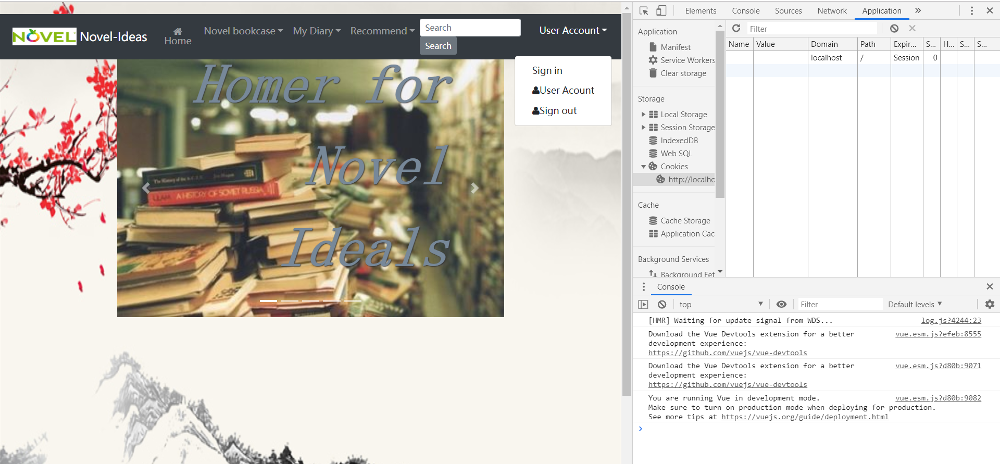 NOVEL Novel-Ideas
Home
Novel bookcase
My Diary
Recommend
Search
Search
User Account
Sign in
User Acount
Sign out
Homer for
Novel
Ideals
A HISTORY OF SOVIET RUSSIA
Elements Console Sources Network Application »
Application
Manifest
Service Workers
Clear storage
Storage
Local Storage
Session Storage
IndexedDB
Web SQL
Cookies
http://localho
Cache
Cache Storage
Application Cac
Background Services
Background Fet
Filter
Name Value Domain Path Expir... S... H... S... S...
localhost / Session 0
Console
top Filter Default levels
[HMR] Waiting for update signal from WDS... log.js?4244:23
Download the Vue Devtools extension for a better vue.esm.js?efeb:8555
development experience:
https://github.com/vuejs/vue-devtools
Download the Vue Devtools extension for a better vue.esm.js?d80b:9071
development experience:
https://github.com/vuejs/vue-devtools
You are running Vue in development mode. vue.esm.js?d80b:9082
Make sure to turn on production mode when deploying for production.
See more tips at https://vuejs.org/guide/deployment.html